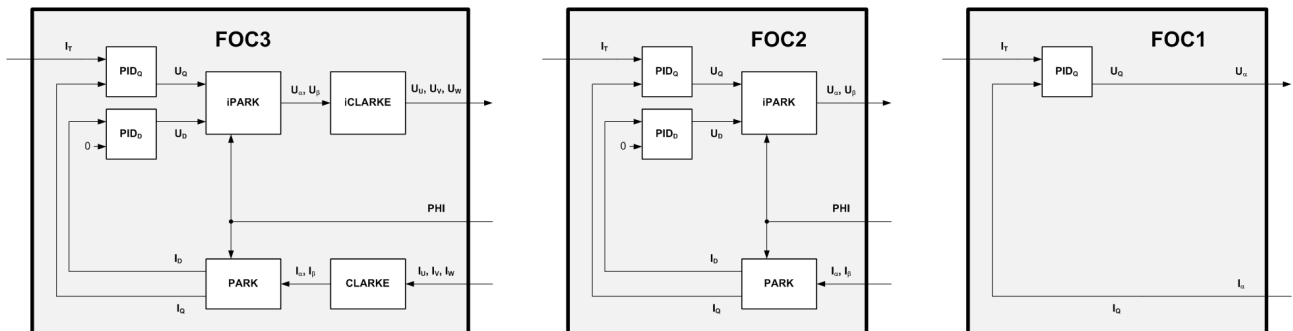 FOC3
I_T
PID_Q
U_Q
iPARK
U_α, U_β
iCLARKE
U_U, U_V, U_W
PID_D
U_D
0
PHI
I_D
PARK
I_α, I_β
CLARKE
I_U, I_V, I_W
I_Q
FOC2
I_T
PID_Q
U_Q
iPARK
U_α, U_β
PID_D
U_D
0
PHI
I_D
PARK
I_α, I_β
I_Q
FOC1
I_T
PID_Q
U_Q
U_α
I_α
I_Q